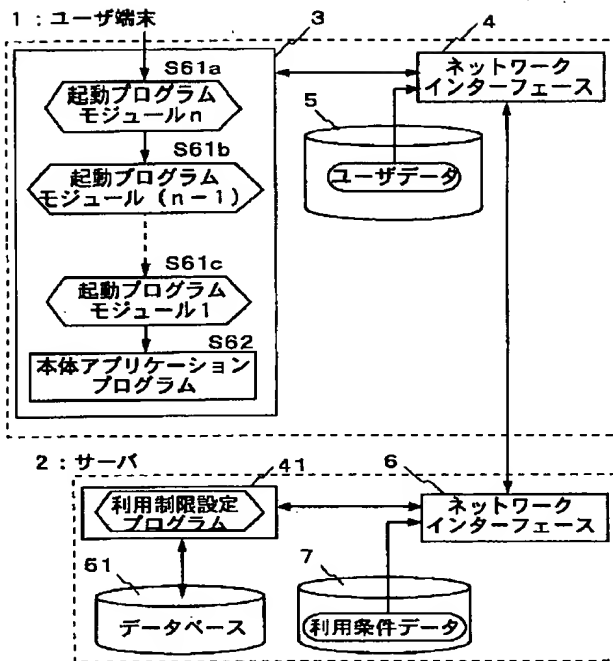 1：ユーザ端末
3
4
S61a
起動プログラム
モジュールn
ネットワーク
インターフェース
S61b
起動プログラム
モジュール（n－1）
5
ユーザデータ
S61c
起動プログラム
モジュール1
S62
本体アプリケーション
プログラム
2：サーバ
41
6
利用制限設定
プログラム
ネットワーク
インターフェース
61
データベース
7
利用条件データ